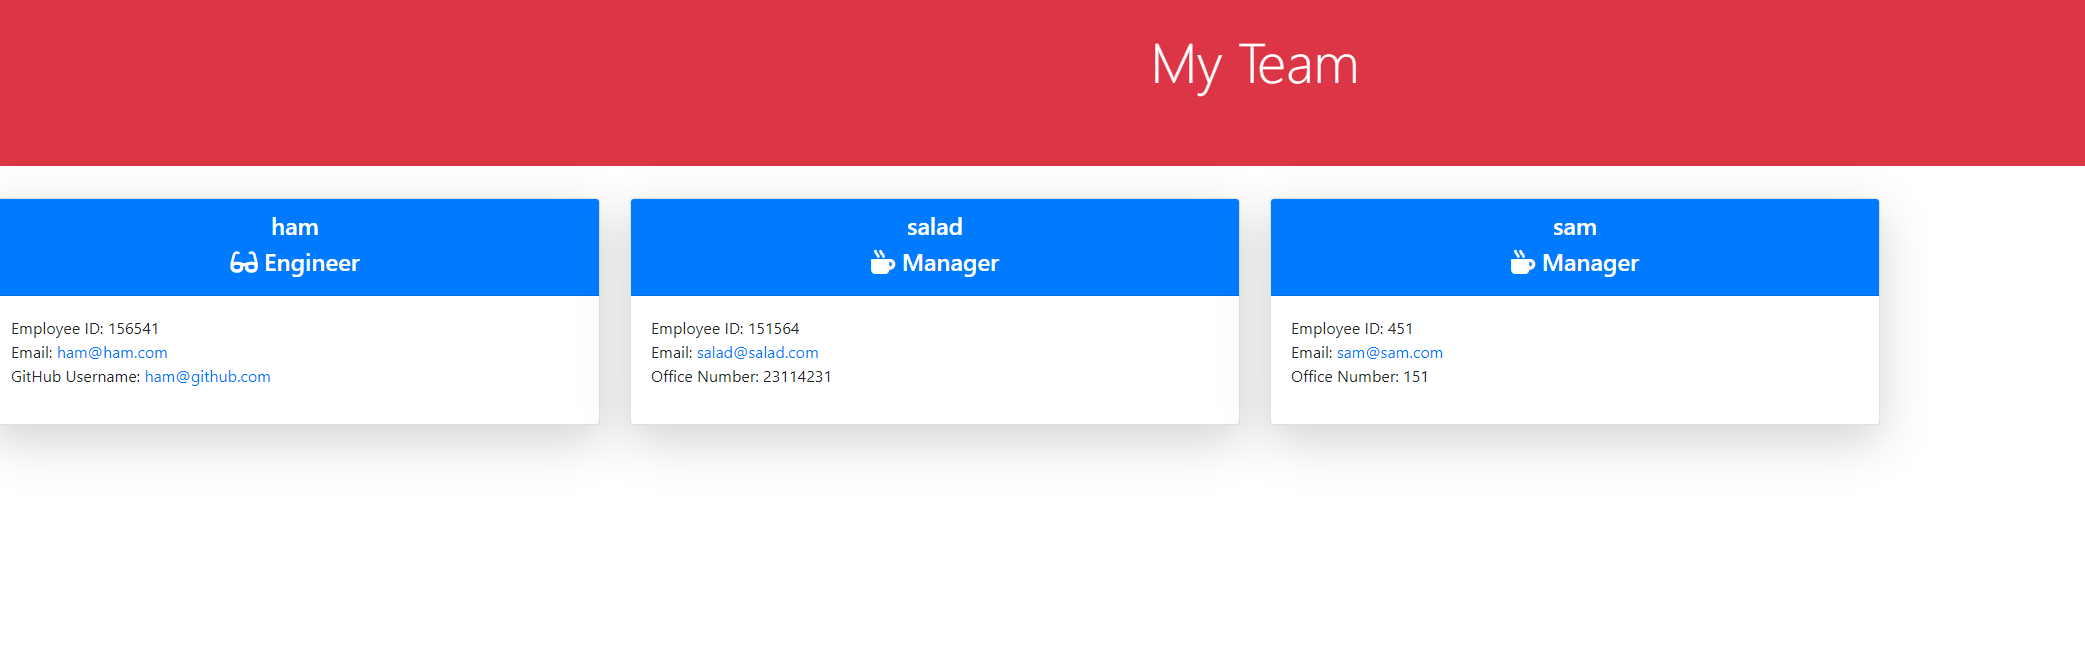 My Team
ham
Engineer
Employee ID: 156541
Email: ham@ham.com
GitHub Username: ham@github.com
salad
Manager
Employee ID: 151564
Email: salad@salad.com
Office Number: 23114231
sam
Manager
Employee ID: 451
Email: sam@sam.com
Office Number: 151